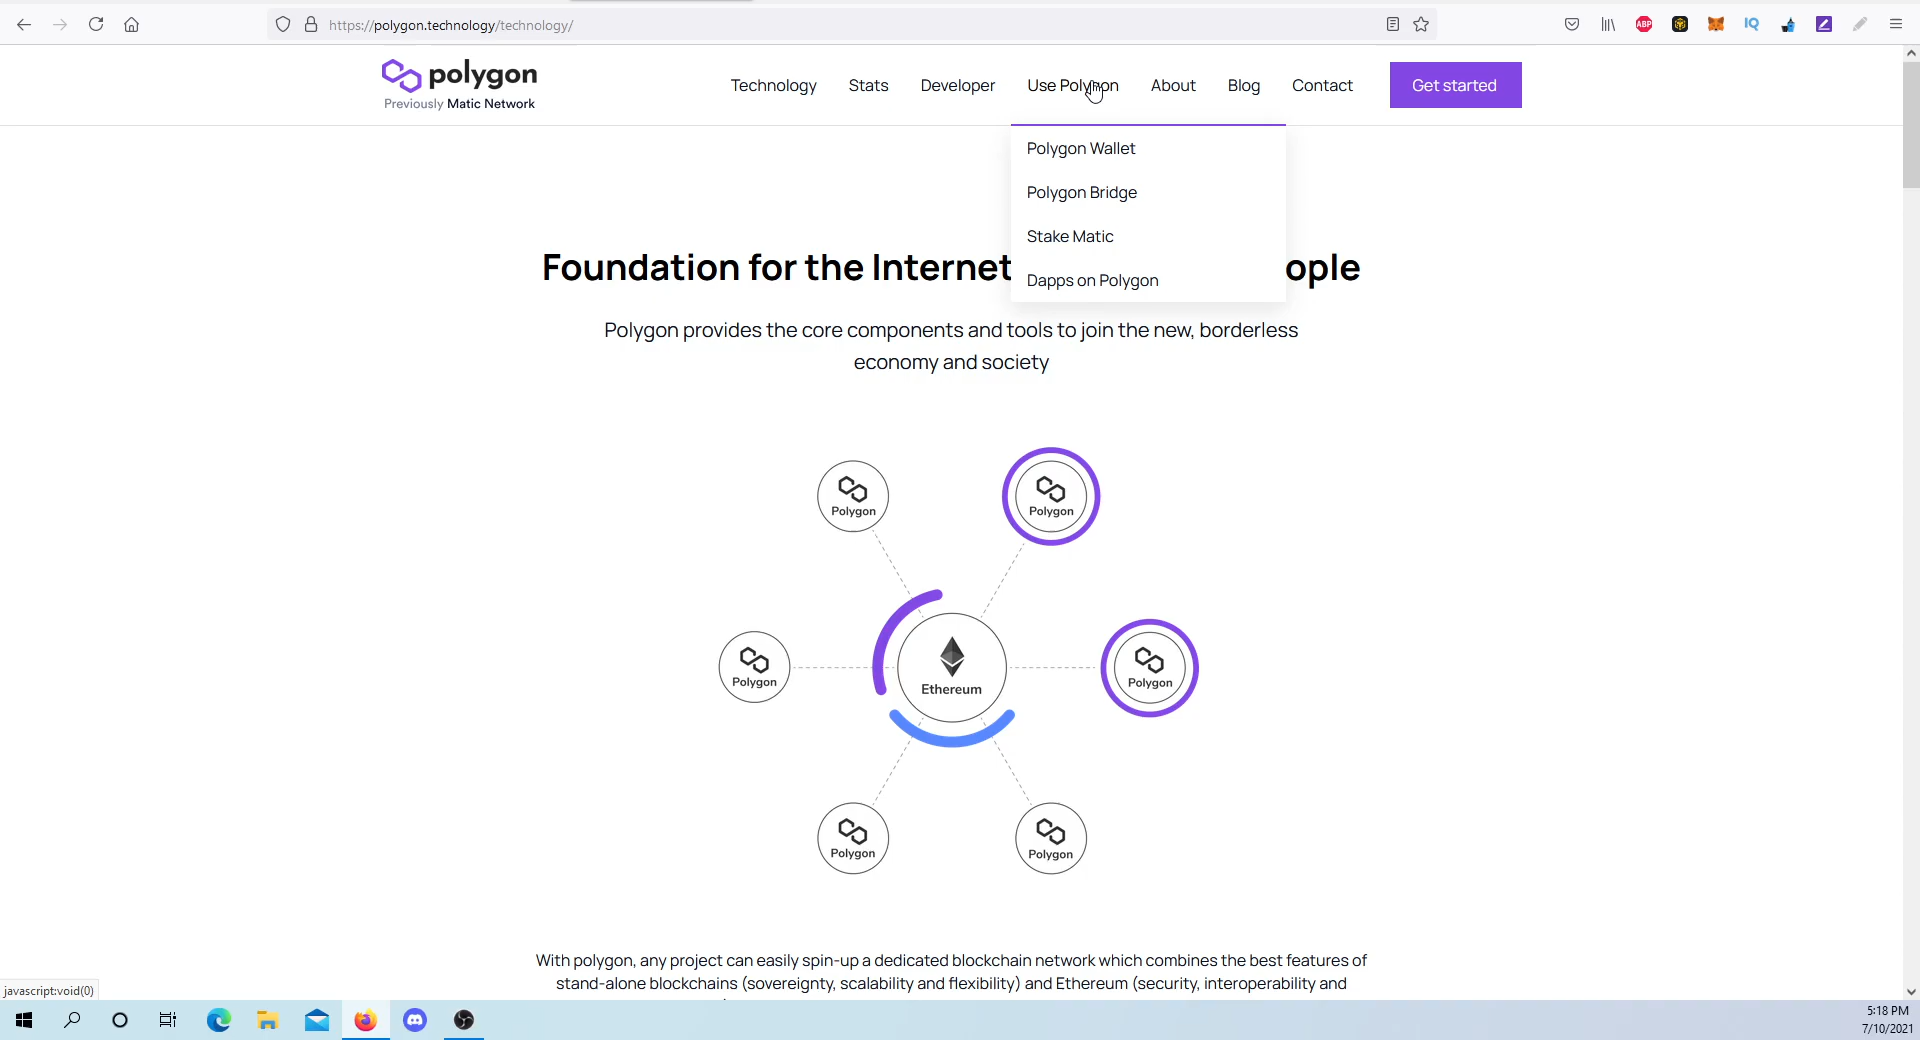 https://polygon.technology/technology/
ABP
IQ
polygon
Previously Matic Network
Technology
Stats
Developer
Use Polygon
About
Blog
Contact
Get started
Polygon Wallet
Polygon Bridge
Stake Matic
Dapps on Polygon
Foundation for the Internet ople
Polygon provides the core components and tools to join the new, borderless
economy and society
Polygon
Polygon
Polygon
Ethereum
Polygon
Polygon
Polygon
With polygon, any project can easily spin-up a dedicated blockchain network which combines the best features of
stand-alone blockchains (sovereignty, scalability and flexibility) and Ethereum (security, interoperability and
javascript:void(0)
5:18 PM
7/10/2021